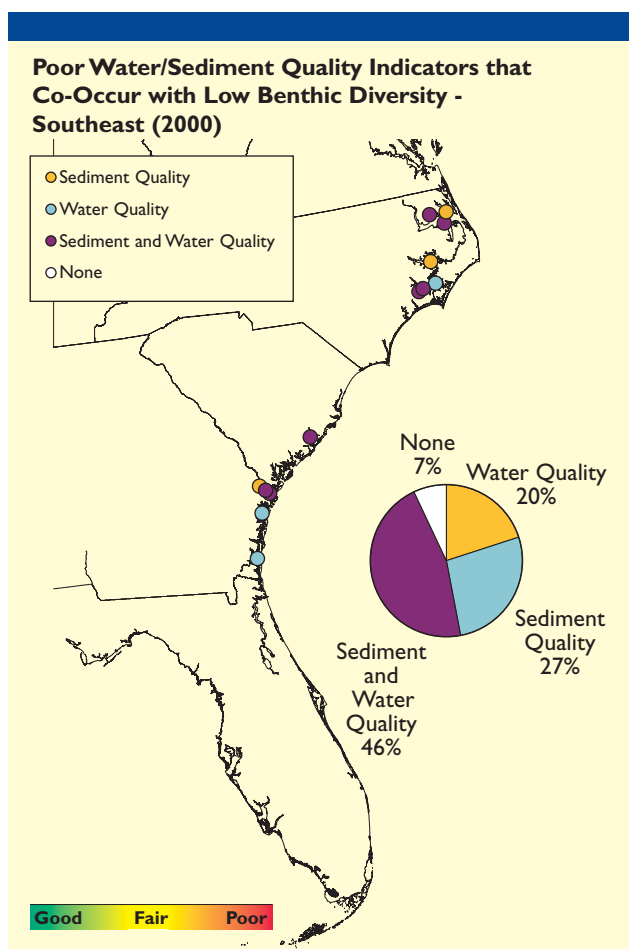 Poor Water/Sediment Quality Indicators that
Co-Occur with Low Benthic Diversity -
Southeast (2000)
Sediment Quality
Water Quality
Sediment and Water Quality
None
None
7%
Water Quality
20%
Sediment
Quality
27%
Sediment
and
Water
Quality
46%
Good Fair Poor